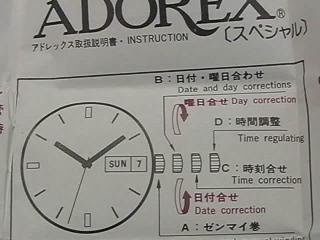 ADOREX®
アドレックス取扱説明書・INSTRUCTION (スペシャル)
B：日付・曜日合わせ
Date and day corrections
曜日合せ Day correction
D：時間調整
Time regulating
SUN 7
C：時刻合せ
Time correction
日付合せ
Date correction
A：ゼンマイ巻